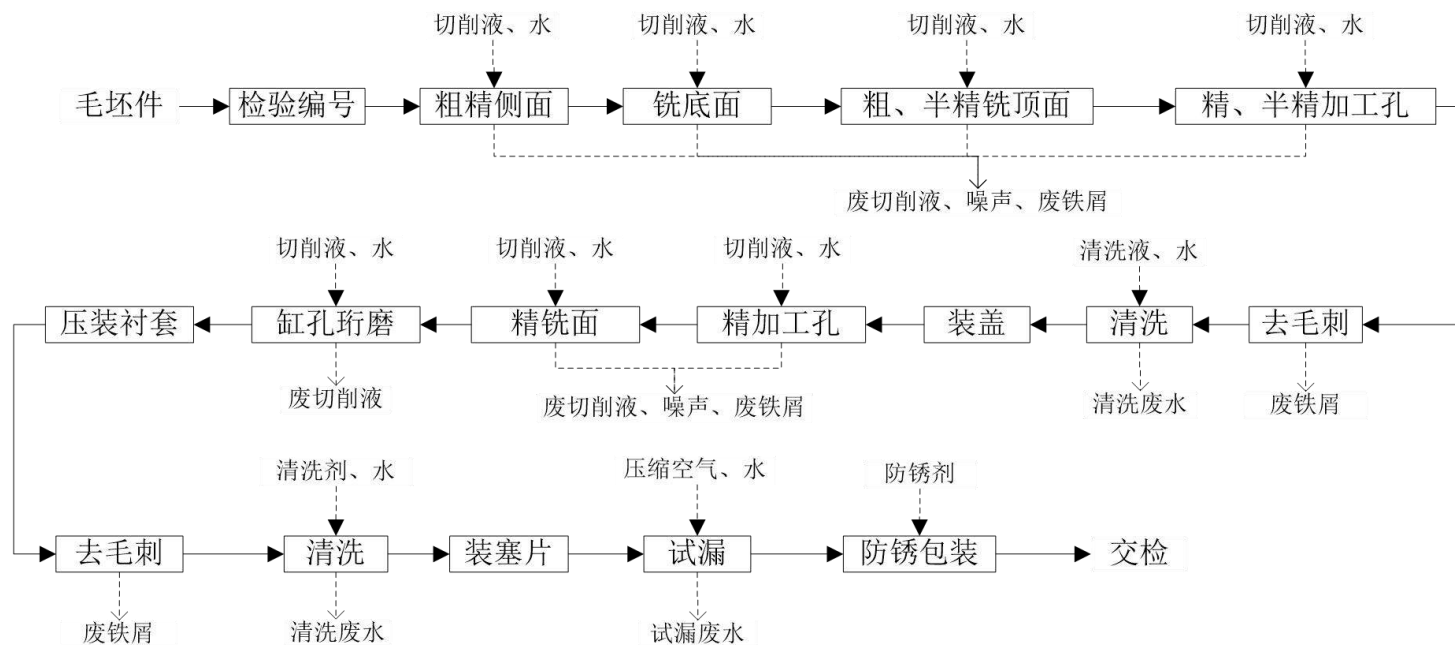 切削液、水 切削液、水 切削液、水 切削液、水
毛坯件 检验编号 粗精侧面 铣底面 粗、半精铣顶面 精、半精加工孔
废切削液、噪声、废铁屑
切削液、水 切削液、水 切削液、水 清洗液、水
压装衬套 缸孔珩磨 精铣面 精加工孔 装盖 清洗 去毛刺
废切削液 废切削液、噪声、废铁屑 清洗废水 废铁屑
清洗剂、水 压缩空气、水 防锈剂
去毛刺 清洗 装塞片 试漏 防锈包装 交检
废铁屑 清洗废水 试漏废水